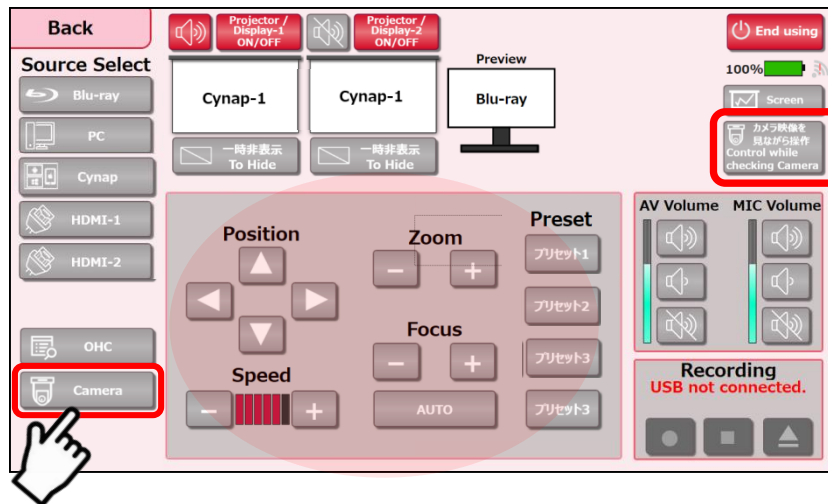 Back
Projector /
Display-1
ON/OFF
Projector /
Display-2
ON/OFF
End using
Source Select
Preview
100%
Blu-ray
Cynap-1
Cynap-1
Blu-ray
Screen
PC
カメラ映像を
見ながら操作
Control while
checking Camera
一時非表示
To Hide
一時非表示
To Hide
Cynap
HDMI-1
HDMI-2
OHC
Camera
Position
Zoom
Preset
−
+
プリセット1
プリセット2
Focus
−
+
プリセット3
Speed
−
+
AUTO
プリセット3
AV Volume
MIC Volume
Recording
USB not connected.